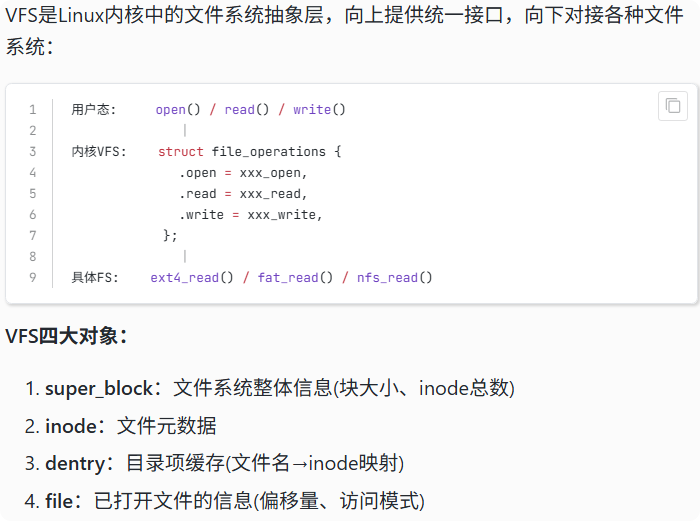 VFS是Linux内核中的文件系统抽象层，向上提供统一接口，向下对接各种文件
系统：
1 用户态: open() / read() / write()
2 |
3 内核VFS: struct file_operations {
4 .open = xxx_open,
5 .read = xxx_read,
6 .write = xxx_write,
7 };
8 |
9 具体FS: ext4_read() / fat_read() / nfs_read()
VFS四大对象：
1. super_block：文件系统整体信息(块大小、inode总数)
2. inode：文件元数据
3. dentry：目录项缓存(文件名→inode映射)
4. file：已打开文件的信息(偏移量、访问模式)